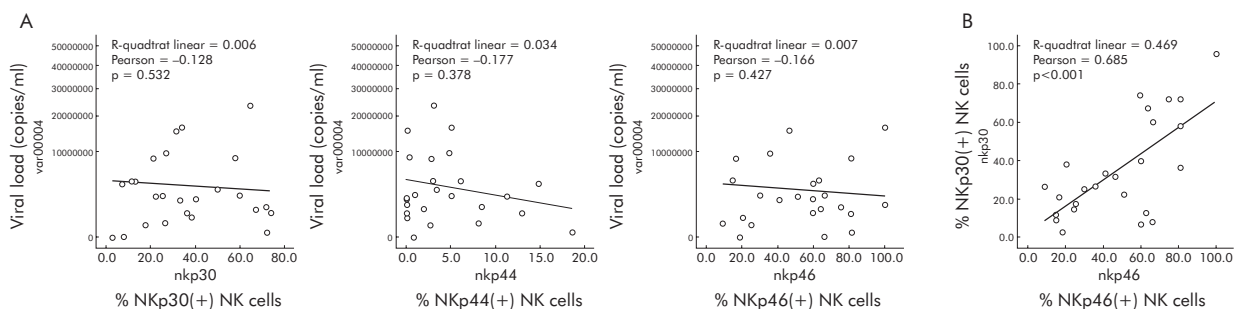 A
Viral load (copies/ml)
var00004
50000000
40000000
30000000
20000000
10000000
0
R-quadrat linear = 0.006
Pearson = –0.128
p = 0.532
0.0 20.0 40.0 60.0 80.0
nkp30
% NKp30(+) NK cells
Viral load (copies/ml)
var00004
50000000
40000000
30000000
20000000
10000000
0
R-quadrat linear = 0.034
Pearson = –0.177
p = 0.378
0.0 5.0 10.0 15.0 20.0
nkp44
% NKp44(+) NK cells
Viral load (copies/ml)
var00004
50000000
40000000
30000000
20000000
10000000
0
R-quadrat linear = 0.007
Pearson = –0.166
p = 0.427
0.0 20.0 40.0 60.0 80.0 100.0
nkp46
% NKp46(+) NK cells
B
% NKp30(+) NK cells
nkp30
100.0
80.0
60.0
40.0
20.0
0.0
R-quadrat linear = 0.469
Pearson = 0.685
p<0.001
0.0 20.0 40.0 60.0 80.0 100.0
nkp46
% NKp46(+) NK cells